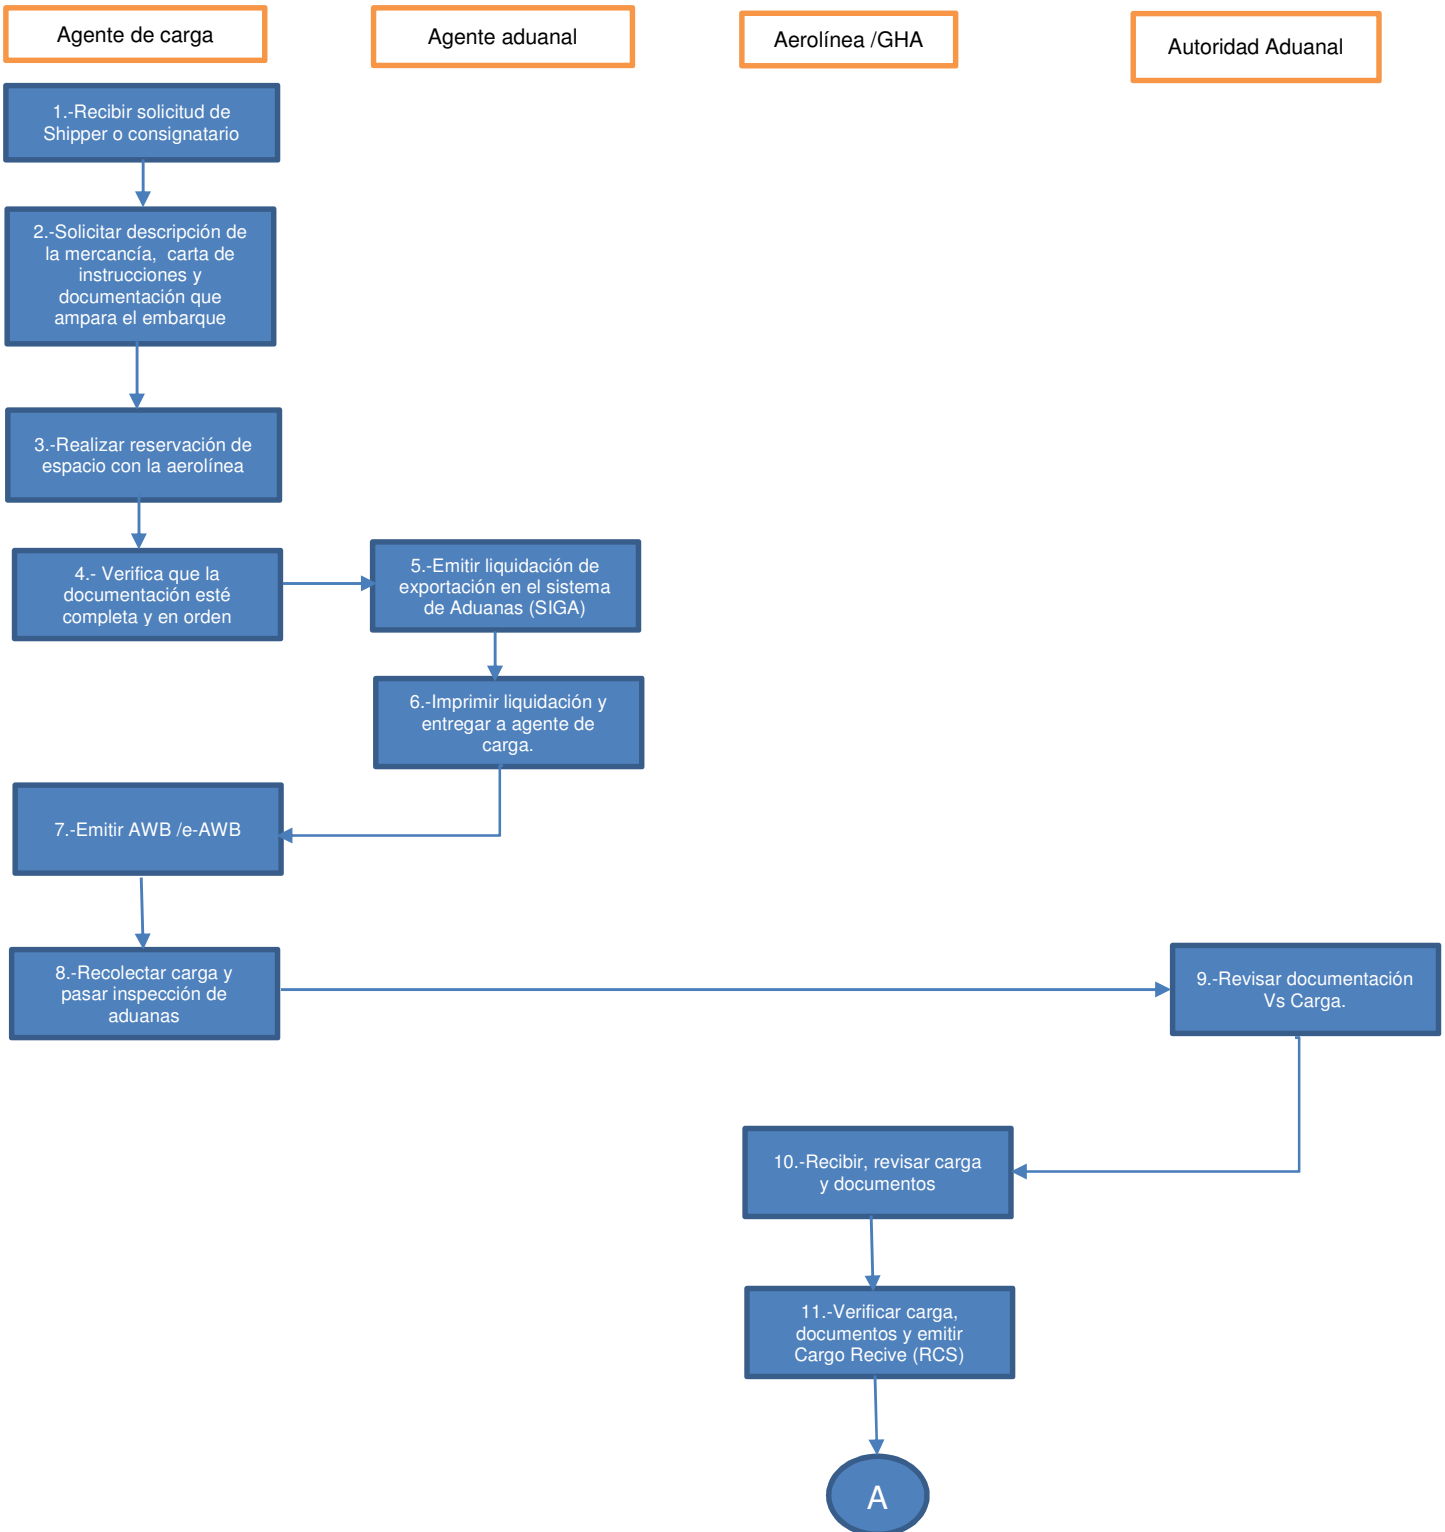 Agente de carga
Agente aduanal
Aerolínea /GHA
Autoridad Aduanal
1.-Recibir solicitud de
Shipper o consignatario
2.-Solicitar descripción de
la mercancía,  carta de
instrucciones y
documentación que
ampara el embarque
3.-Realizar reservación de
espacio con la aerolínea
4.- Verifica que la
documentación esté
completa y en orden
5.-Emitir liquidación de
exportación en el sistema
de Aduanas (SIGA)
6.-Imprimir liquidación y
entregar a agente de
carga.
7.-Emitir AWB /e-AWB
8.-Recolectar carga y
pasar inspección de
aduanas
9.-Revisar documentación
Vs Carga.
10.-Recibir, revisar carga
y documentos
11.-Verificar carga,
documentos y emitir
Cargo Recive (RCS)
A